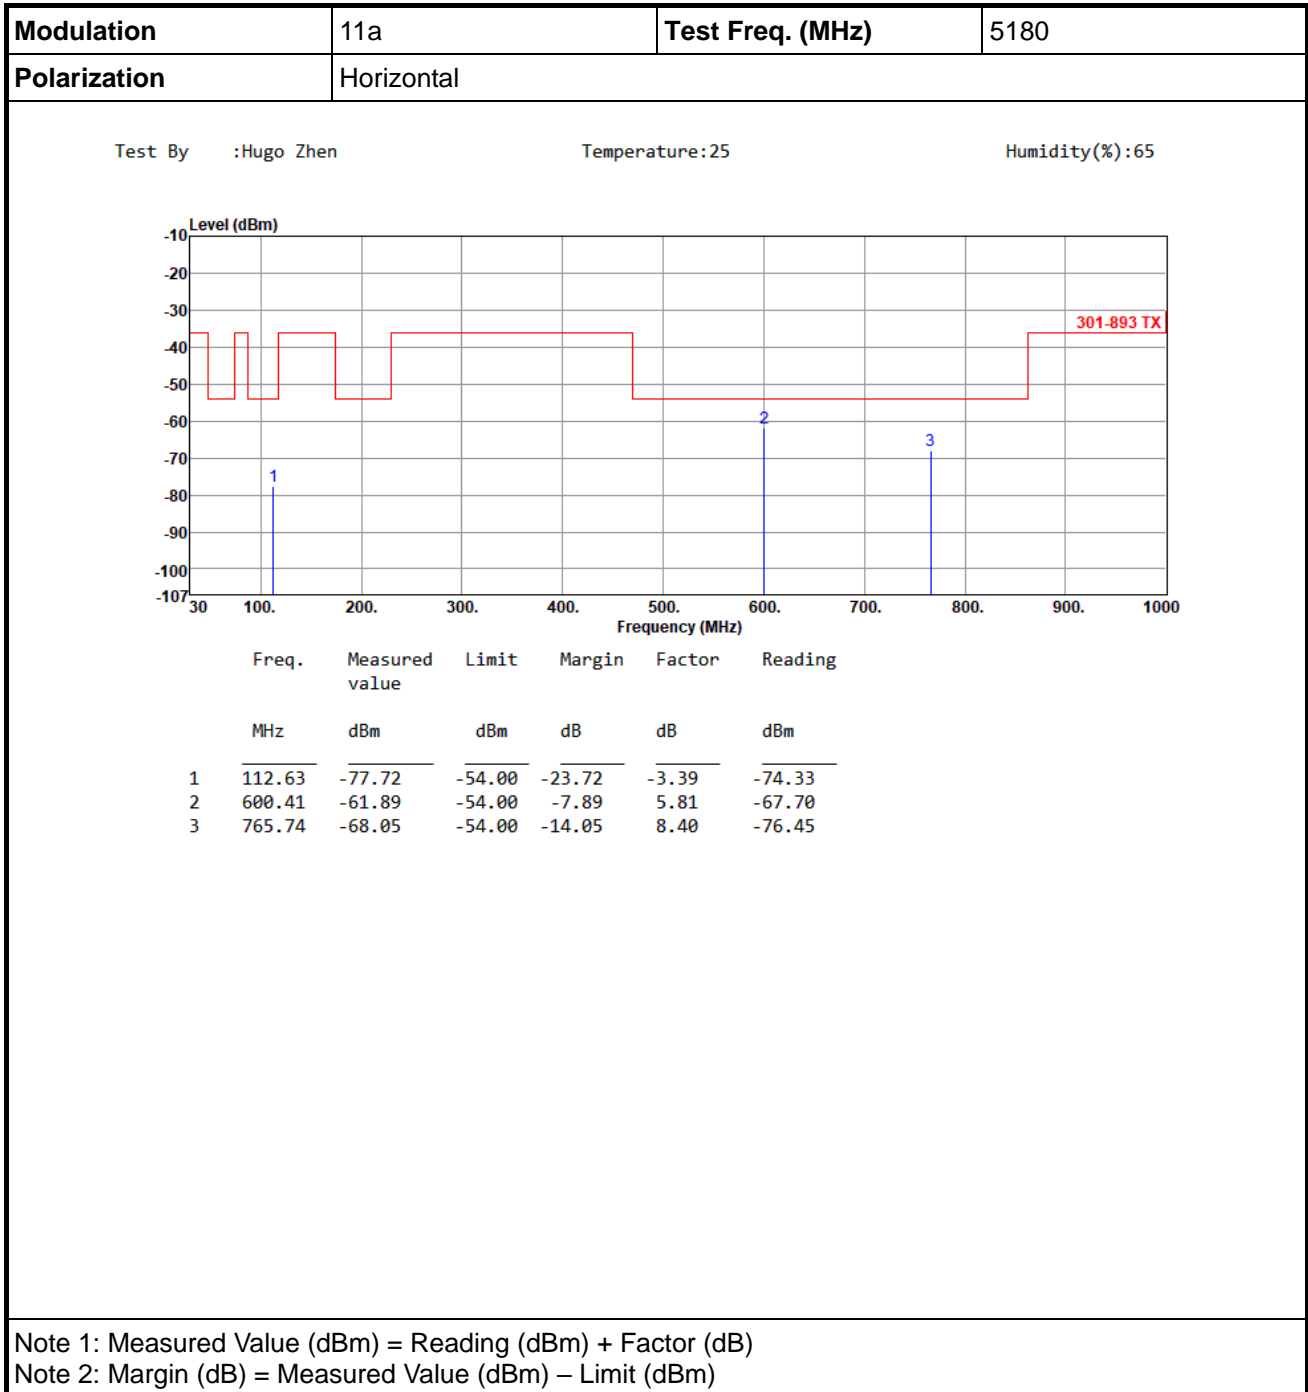 Modulation 11a Test Freq. (MHz) 5180
Polarization Horizontal
Test By :Hugo Zhen Temperature:25 Humidity(%):65
Level (dBm)
-10
-20
-30
301-893 TX
-40
-50
-60
2
3
-70
1
-80
-90
-100
-107
30 100. 200. 300. 400. 500. 600. 700. 800. 900. 1000
Frequency (MHz)
Freq. Measured Limit Margin Factor Reading
value
MHz dBm dBm dB dB dBm
1 112.63 -77.72 -54.00 -23.72 -3.39 -74.33
2 600.41 -61.89 -54.00 -7.89 5.81 -67.70
3 765.74 -68.05 -54.00 -14.05 8.40 -76.45
Note 1: Measured Value (dBm) = Reading (dBm) + Factor (dB)
Note 2: Margin (dB) = Measured Value (dBm) – Limit (dBm)